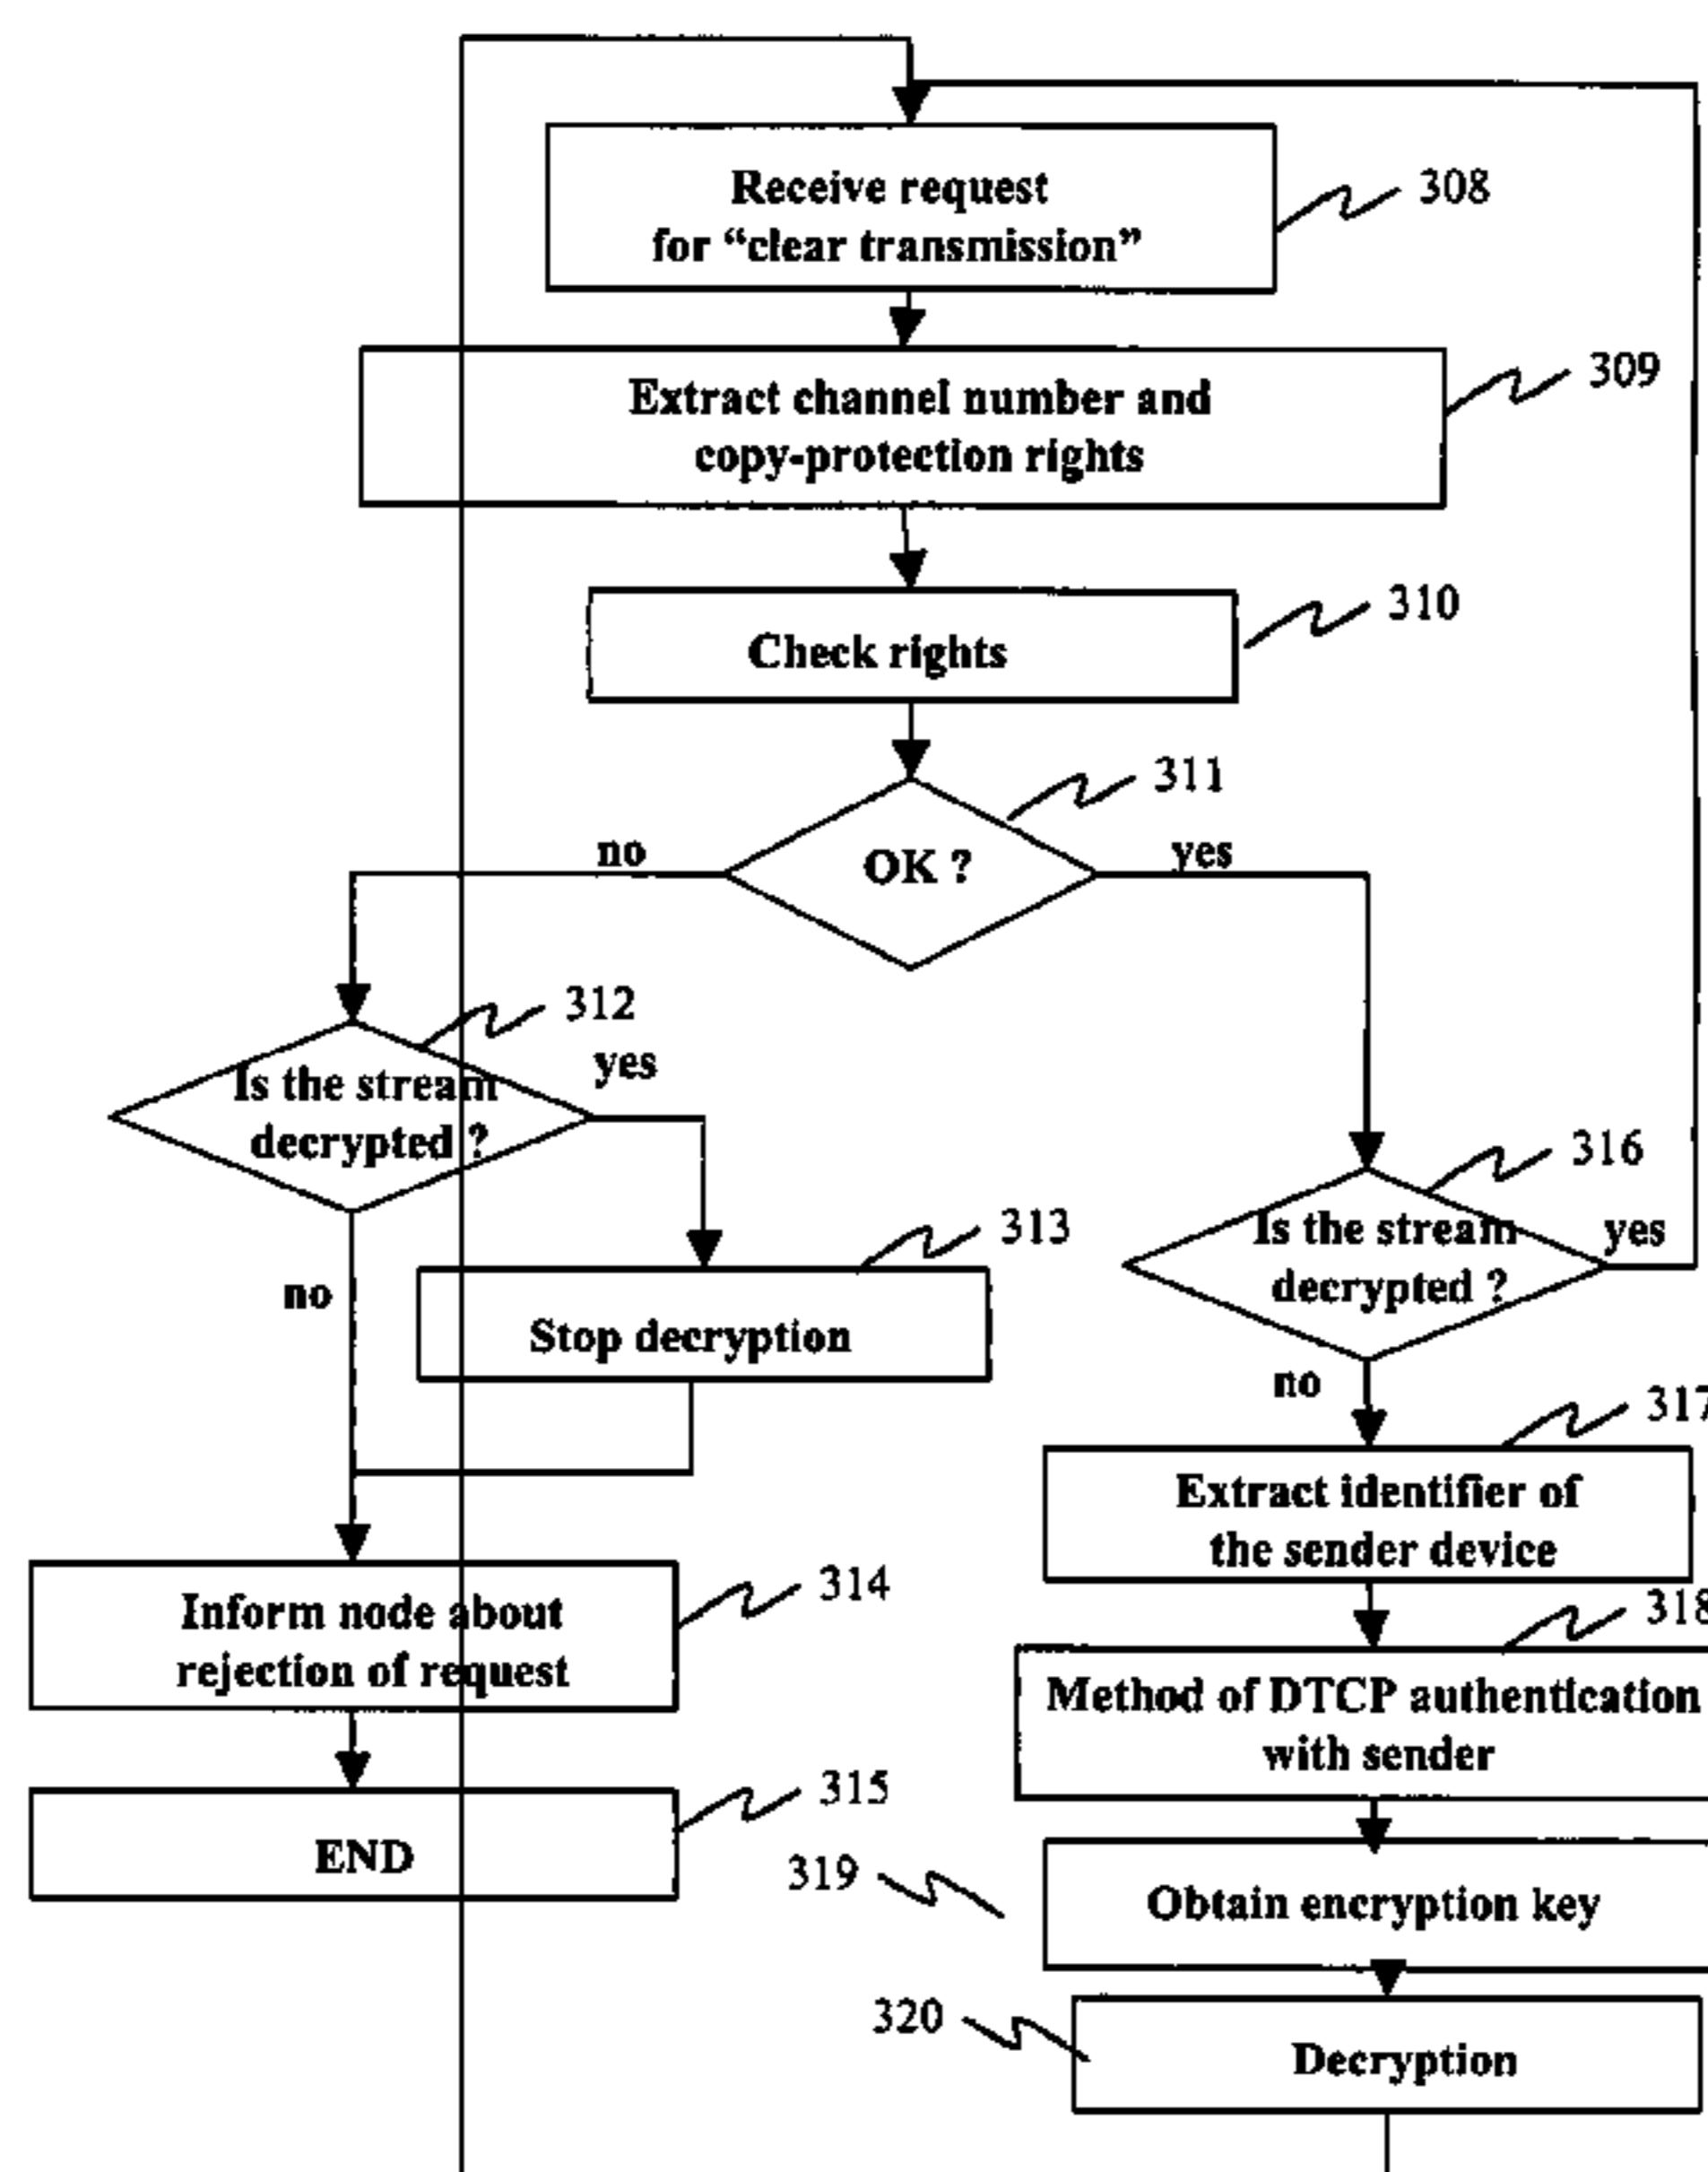 Receive request
for “clear transmission”
308
Extract channel number and
copy-protection rights
309
Check rights
310
OK ?
311
no
yes
Is the stream
decrypted ?
312
yes
no
Stop decryption
313
Is the stream
decrypted ?
316
yes
no
Extract identifier of
the sender device
317
Inform node about
rejection of request
314
Method of DTCP authentication
with sender
318
END
315
Obtain encryption key
319
Decryption
320